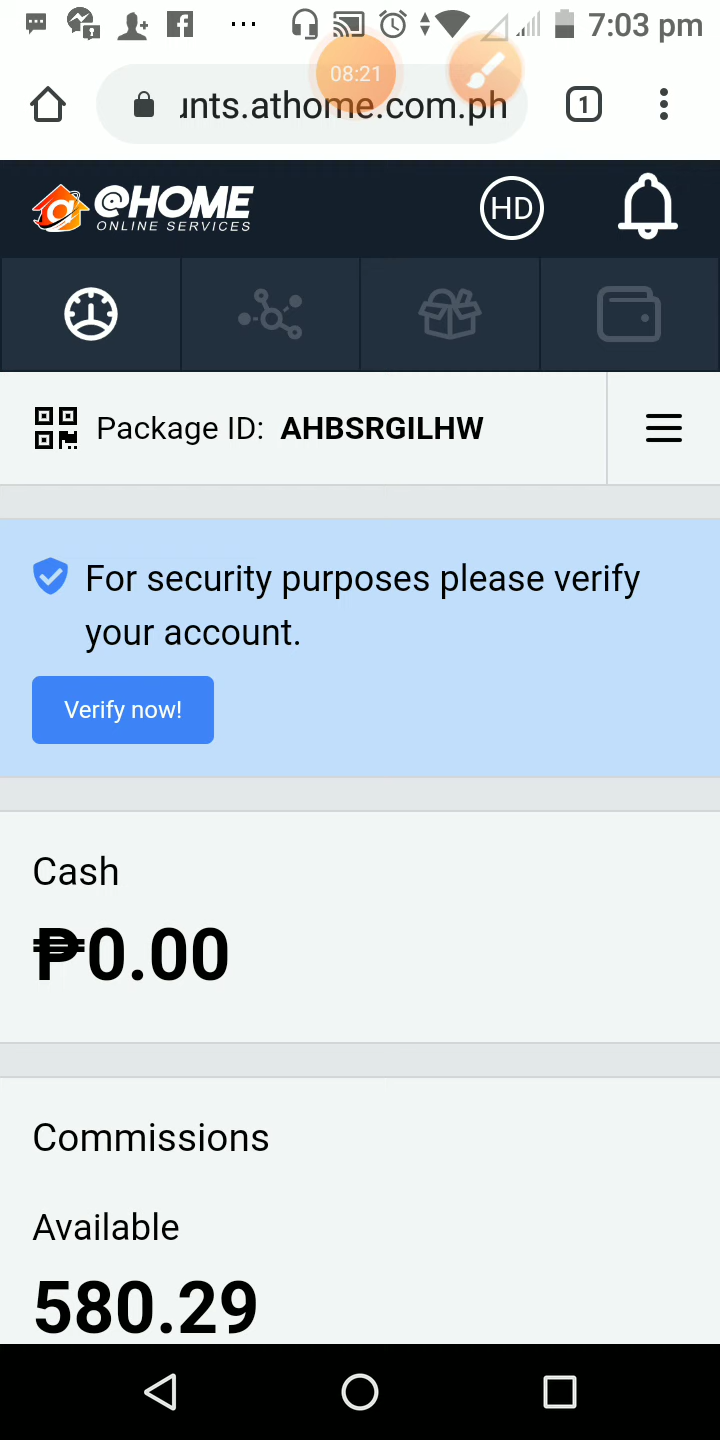 7:03 pm
08:21
unts.athome.com.ph
1
@HOME
ONLINE SERVICES
HD
Package ID: AHBSRGILHW
For security purposes please verify
your account.
Verify now!
Cash
₱0.00
Commissions
Available
580.29